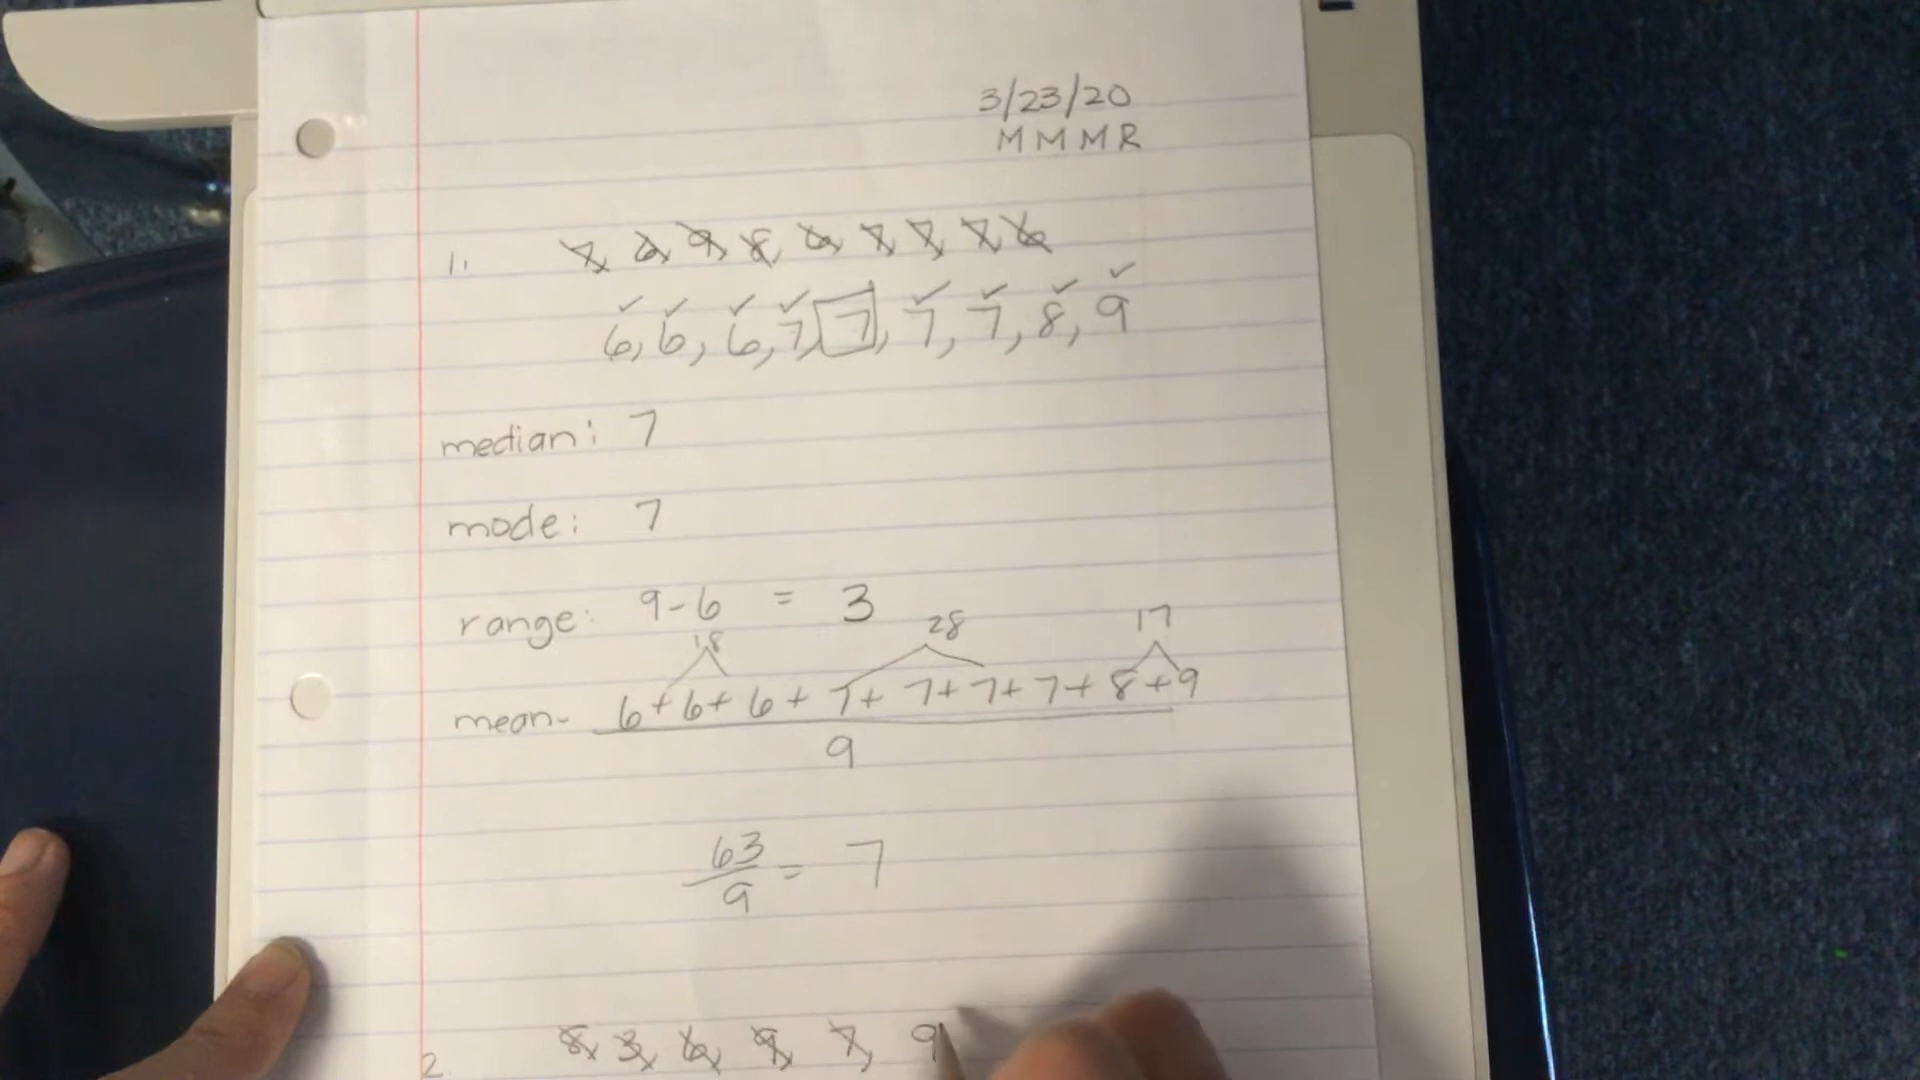 3/23/20
MMMR
1. 7, 6, 9, 8, 6, 7, 7, 7, 6
6, 6, 6, 7, 7, 7, 7, 8, 9
median: 7
mode: 7
range: 9-6 = 3
18 28 17
mean- 6+6+6+7+7+7+7+8+9
9
63
9 = 7
2. 8, 3, 6, 9, 7, 9